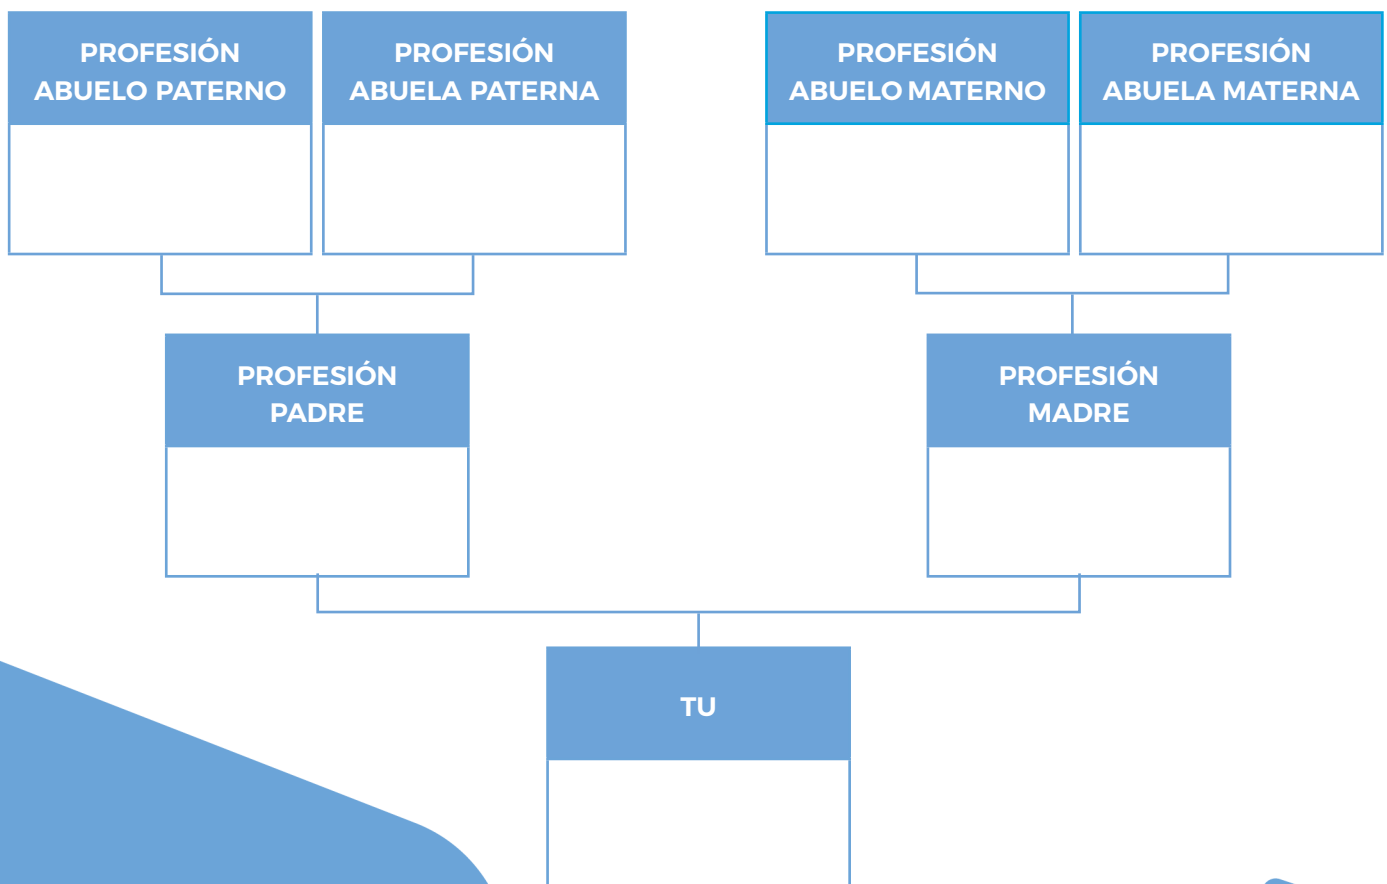 PROFESIÓN
ABUELO PATERNO
PROFESIÓN
ABUELA PATERNA
PROFESIÓN
ABUELO MATERNO
PROFESIÓN
ABUELA MATERNA
PROFESIÓN
PADRE
PROFESIÓN
MADRE
TU